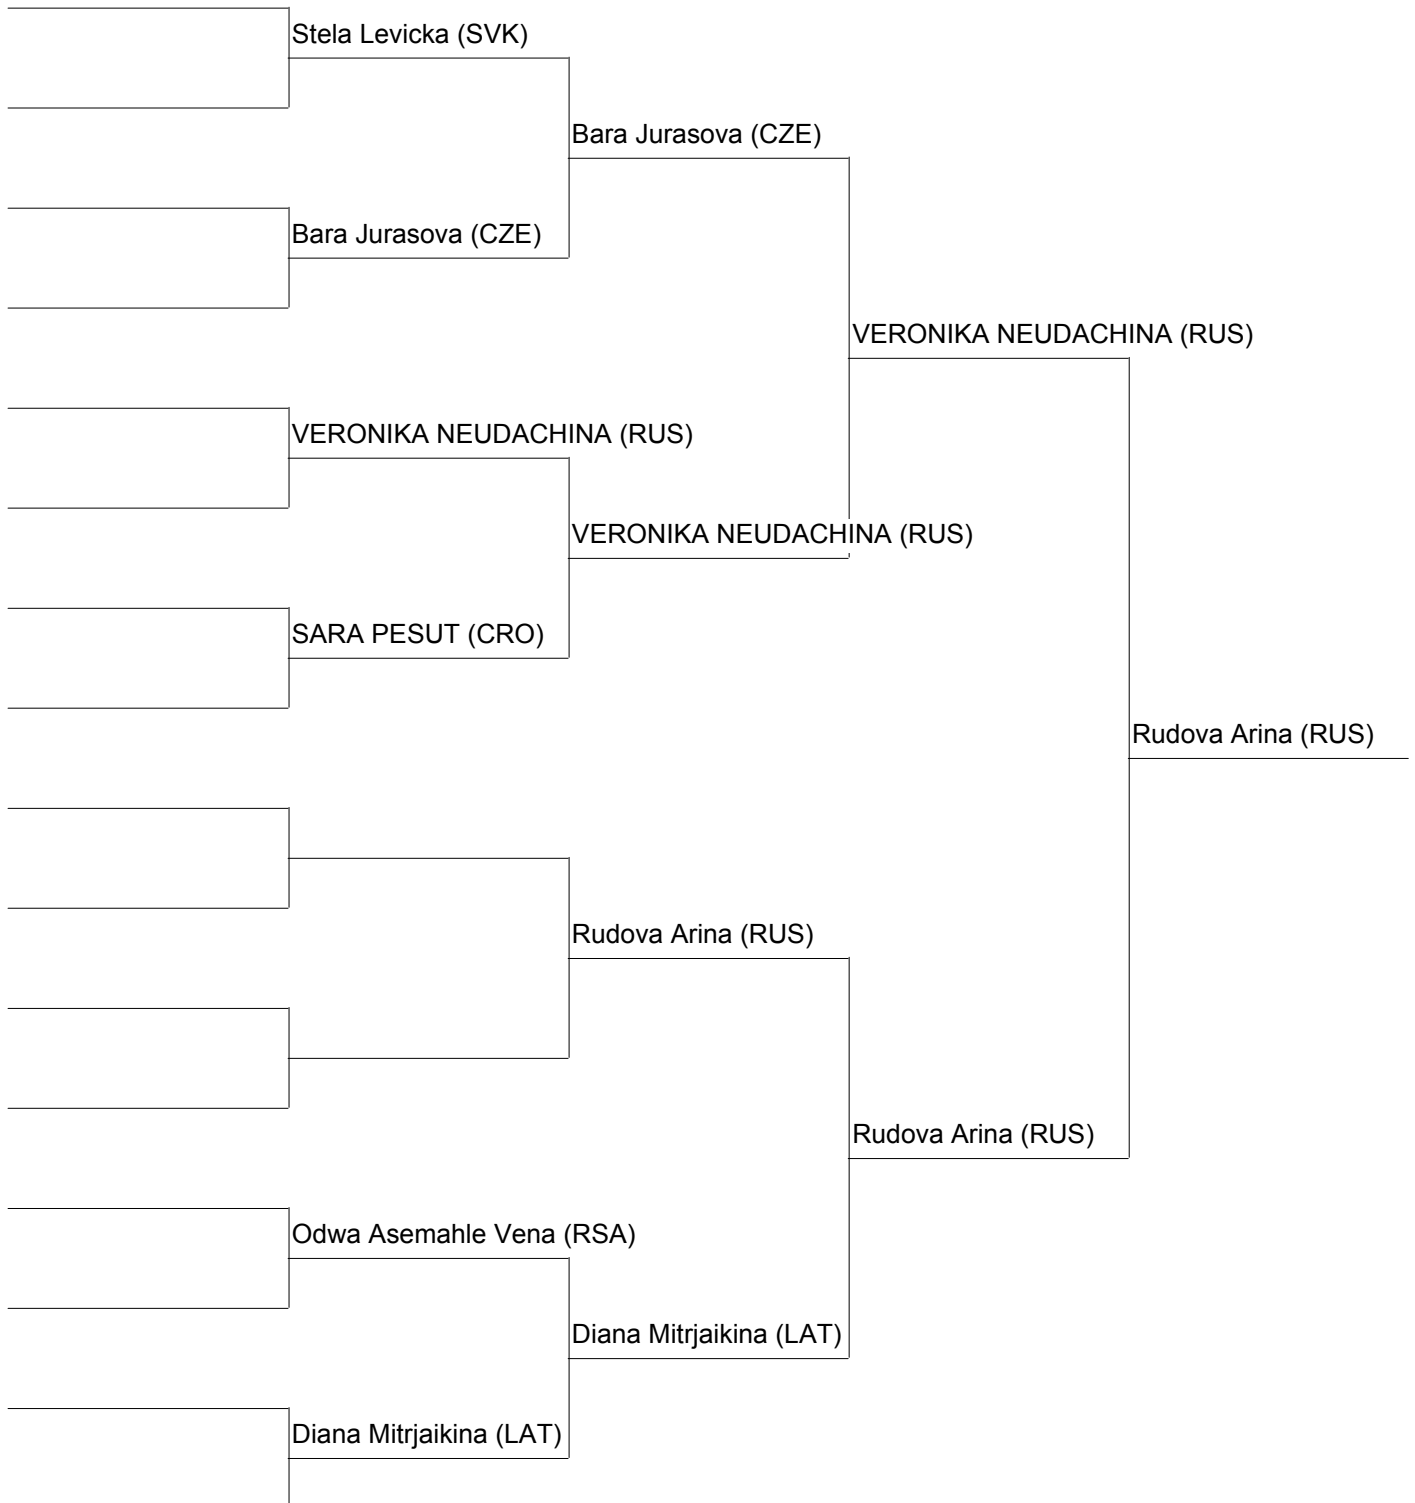 Stela Levicka (SVK)
Bara Jurasova (CZE)
Bara Jurasova (CZE)
VERONIKA NEUDACHINA (RUS)
VERONIKA NEUDACHINA (RUS)
VERONIKA NEUDACHINA (RUS)
SARA PESUT (CRO)
Rudova Arina (RUS)
Rudova Arina (RUS)
Rudova Arina (RUS)
Odwa Asemahle Vena (RSA)
Diana Mitrjaikina (LAT)
Diana Mitrjaikina (LAT)